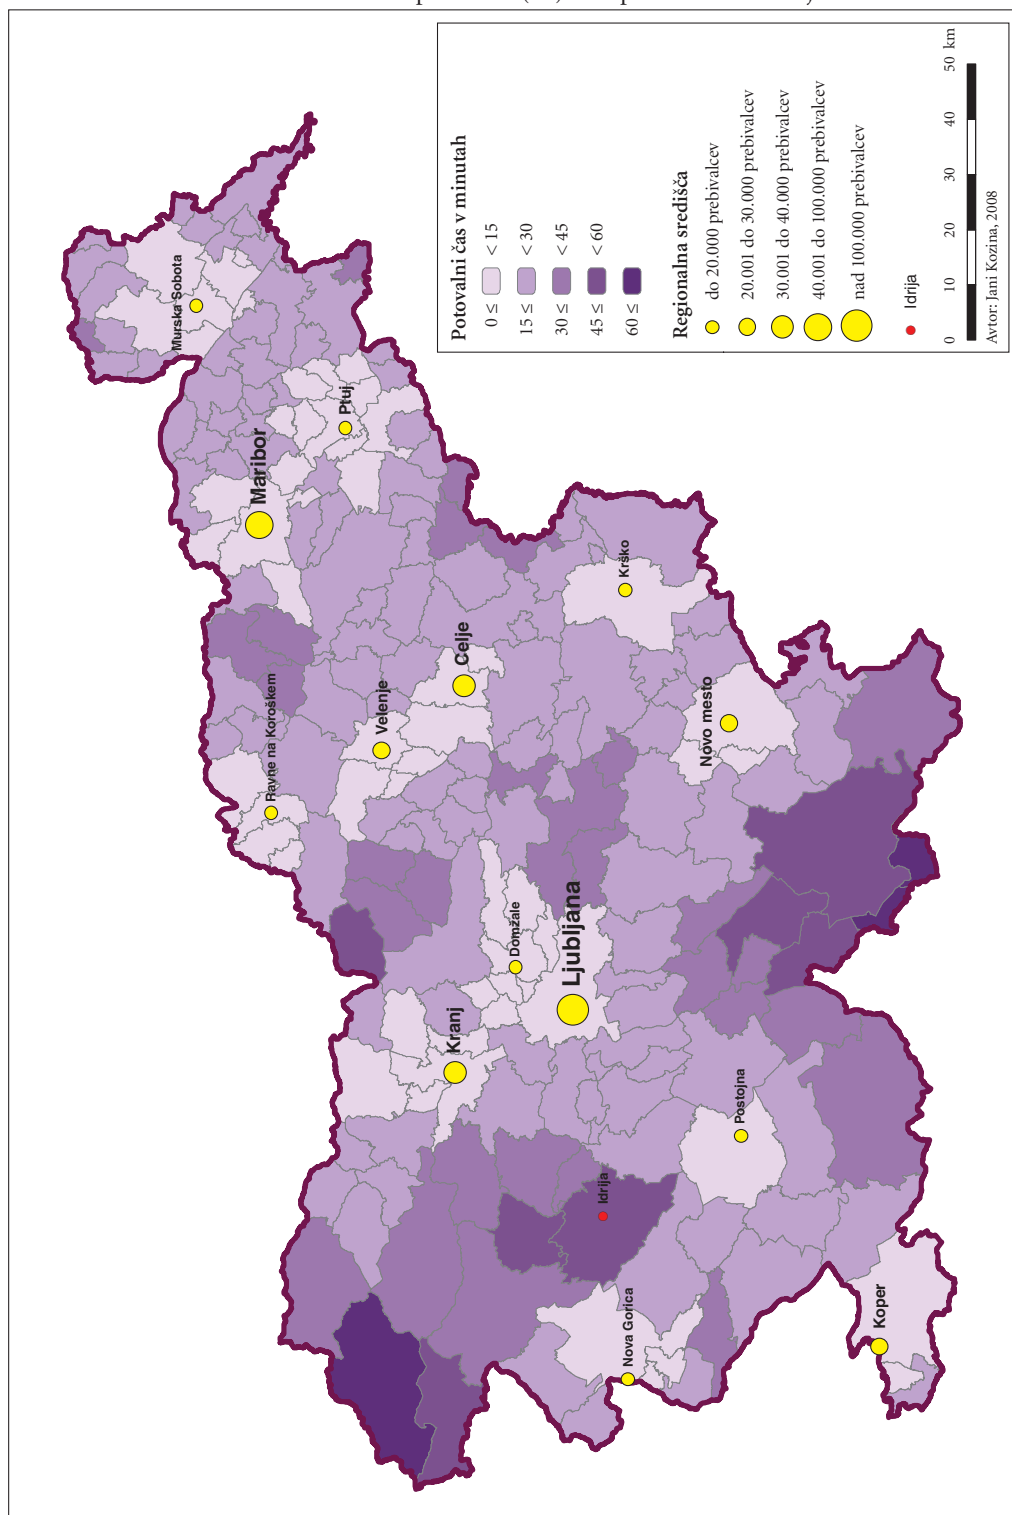 Murska Sobota
Maribor
Ptuj
Ravne na Koroškem
Velenje
Celje
Krško
Novo mesto
Domžale
Ljubljana
Kranj
Postojna
Idrija
Nova Gorica
Koper
Potovalni čas v minutah
0 ≤ < 15
15 ≤ < 30
30 ≤ < 45
45 ≤ < 60
60 ≤
Regionalna središča
do 20.000 prebivalcev
20.001 do 30.000 prebivalcev
30.001 do 40.000 prebivalcev
40.001 do 100.000 prebivalcev
nad 100.000 prebivalcev
Idrija
0 10 20 30 40 50 km
Avtor: Jani Kozina, 2008